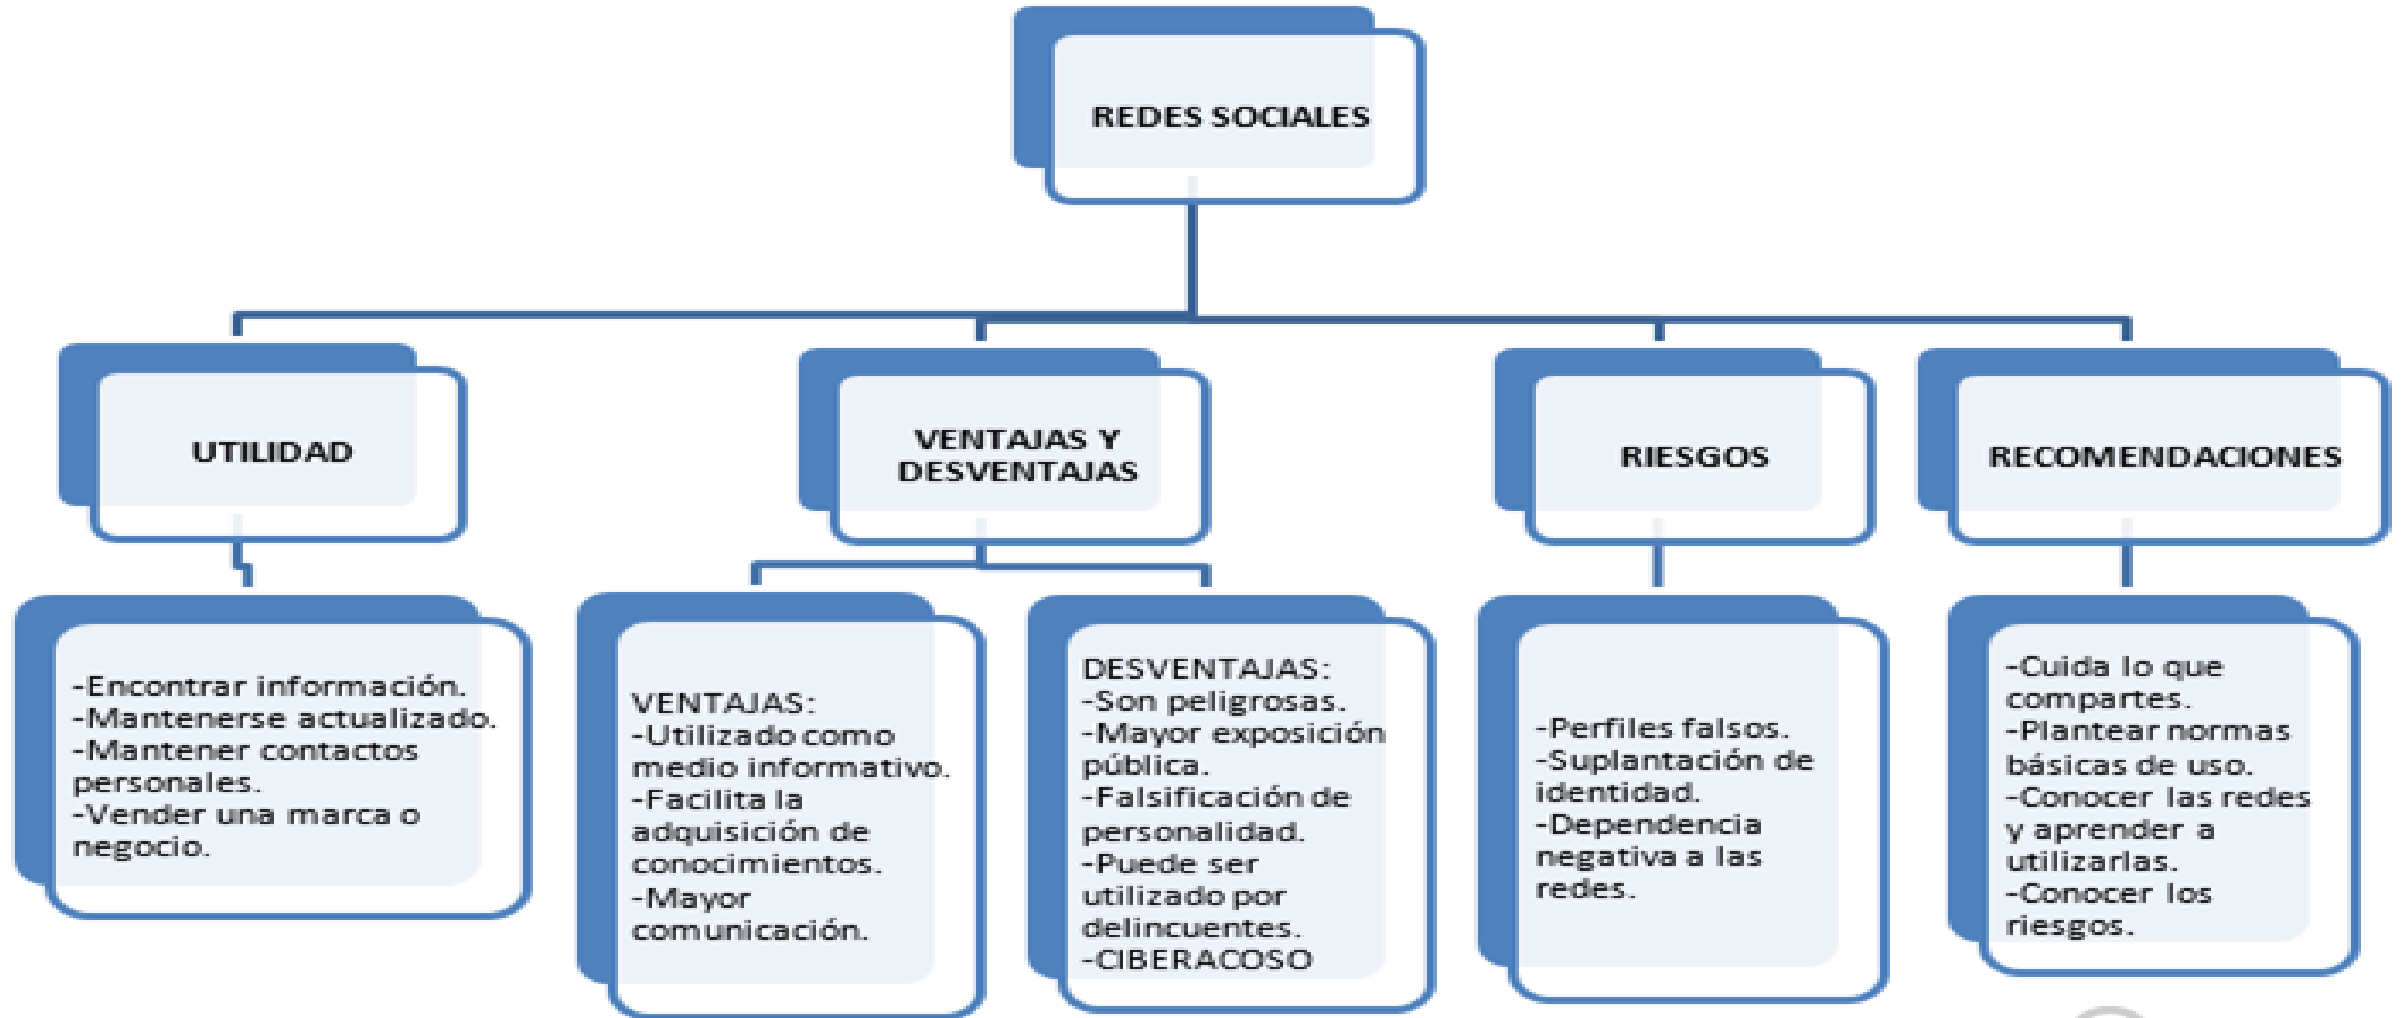 REDES SOCIALES
UTILIDAD
VENTAJAS Y
DESVENTAJAS
RIESGOS
RECOMENDACIONES
-Encontrar información.
-Mantenerse actualizado.
-Mantener contactos
personales.
-Vender una marca o
negocio.
VENTAJAS:
-Utilizado como
medio informativo.
-Facilita la
adquisición de
conocimientos.
-Mayor
comunicación.
DESVENTAJAS:
-Son peligrosas.
-Mayor exposición
pública.
-Falsificación de
personalidad.
-Puede ser
utilizado por
delincuentes.
-CIBERACOSO
-Perfiles falsos.
-Suplantación de
identidad.
-Dependencia
negativa a las
redes.
-Cuida lo que
compartes.
-Plantear normas
básicas de uso.
-Conocer las redes
y aprender a
utilizarlas.
-Conocer los
riesgos.